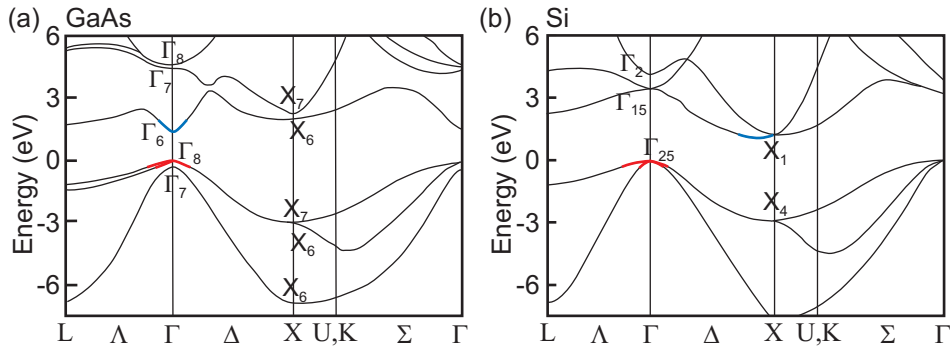 (a) GaAs
Energy (eV)
6
3
0
-3
-6
Γ8
Γ7
Γ6
Γ8
Γ7
X7
X6
X7
X6
X6
L Λ Γ Δ X U,K Σ Γ
(b) Si
Energy (eV)
6
3
0
-3
-6
Γ2
Γ15
Γ25
X1
X4
L Λ Γ Δ X U,K Σ Γ